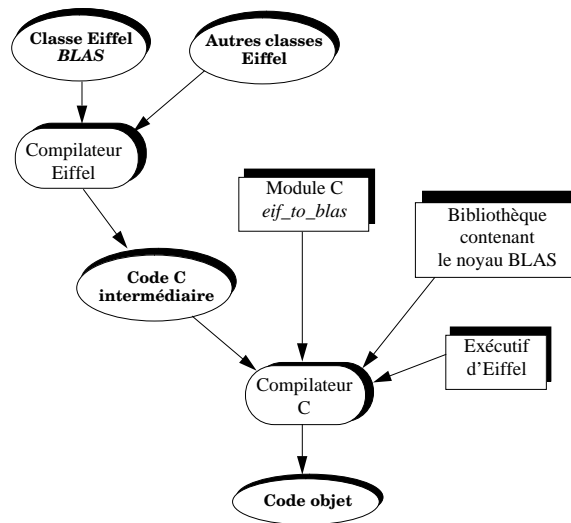 Classe Eiffel
BLAS
Autres classes
Eiffel
Compilateur
Eiffel
Module C
eif_to_blas
Bibliothèque
contenant
le noyau BLAS
Code C
intermédiaire
Exécutif
d'Eiffel
Compilateur
C
Code objet